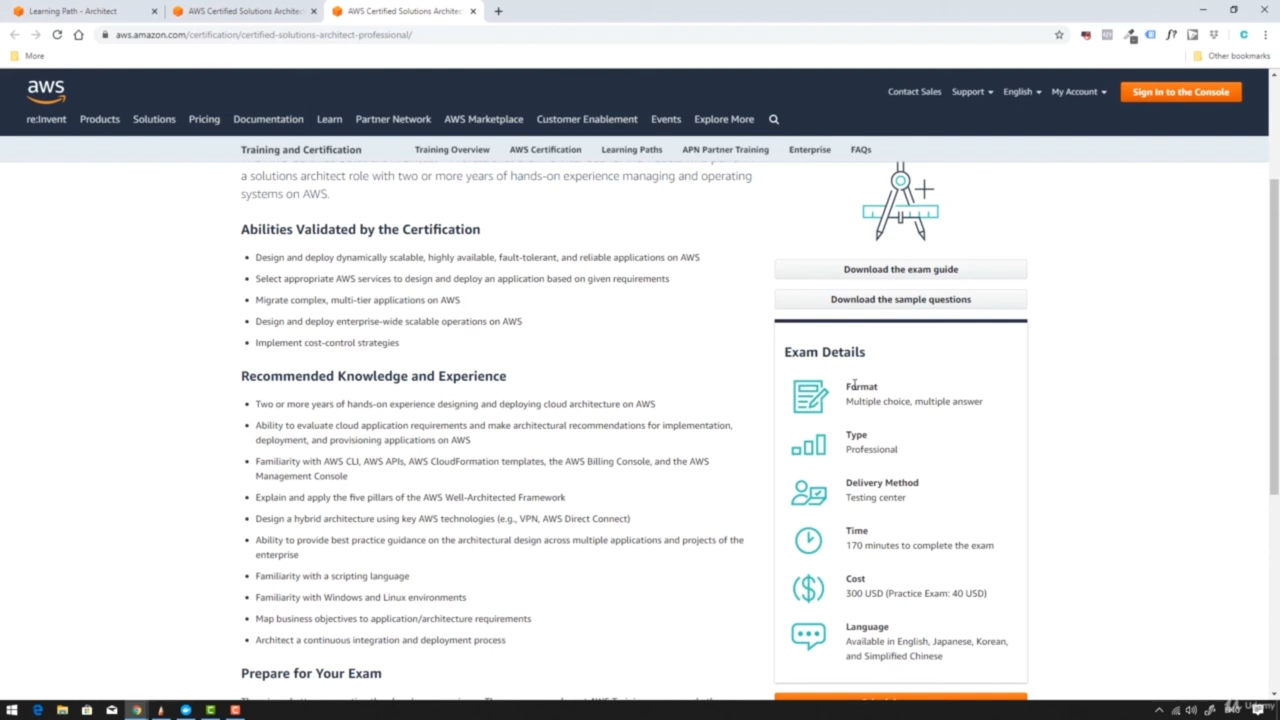 Learning Path - Architect
AWS Certified Solutions Architec
AWS Certified Solutions Architec
aws.amazon.com/certification/certified-solutions-architect-professional/
f?
More
Other bookmarks
aws
Contact Sales
Support
English
My Account
Sign In to the Console
re:Invent
Products
Solutions
Pricing
Documentation
Learn
Partner Network
AWS Marketplace
Customer Enablement
Events
Explore More
Training and Certification
Training Overview
AWS Certification
Learning Paths
APN Partner Training
Enterprise
FAQs
a solutions architect role with two or more years of hands-on experience managing and operating
systems on AWS.
Abilities Validated by the Certification
• Design and deploy dynamically scalable, highly available, fault-tolerant, and reliable applications on AWS
• Select appropriate AWS services to design and deploy an application based on given requirements
• Migrate complex, multi-tier applications on AWS
• Design and deploy enterprise-wide scalable operations on AWS
• Implement cost-control strategies
Recommended Knowledge and Experience
• Two or more years of hands-on experience designing and deploying cloud architecture on AWS
• Ability to evaluate cloud application requirements and make architectural recommendations for implementation,
deployment, and provisioning applications on AWS
• Familiarity with AWS CLI, AWS APIs, AWS CloudFormation templates, the AWS Billing Console, and the AWS
Management Console
• Explain and apply the five pillars of the AWS Well-Architected Framework
• Design a hybrid architecture using key AWS technologies (e.g., VPN, AWS Direct Connect)
• Ability to provide best practice guidance on the architectural design across multiple applications and projects of the
enterprise
• Familiarity with a scripting language
• Familiarity with Windows and Linux environments
• Map business objectives to application/architecture requirements
• Architect a continuous integration and deployment process
Prepare for Your Exam
Download the exam guide
Download the sample questions
Exam Details
Format
Multiple choice, multiple answer
Type
Professional
Delivery Method
Testing center
Time
170 minutes to complete the exam
Cost
300 USD (Practice Exam: 40 USD)
Language
Available in English, Japanese, Korean,
and Simplified Chinese
Udemy